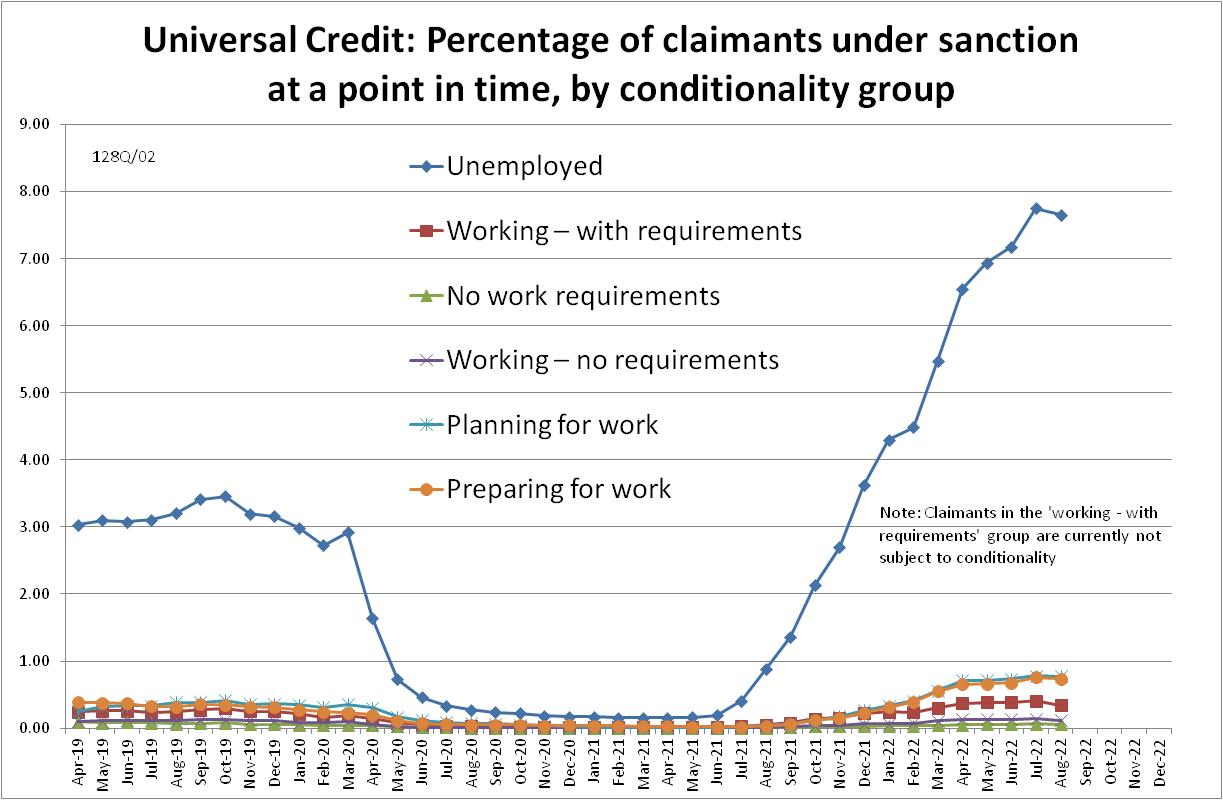 Universal Credit: Percentage of claimants under sanction
at a point in time, by conditionality group
9.00
128Q/02
8.00
7.00
6.00
5.00
4.00
3.00
2.00
1.00
0.00
Unemployed
Working – with requirements
No work requirements
Working – no requirements
Planning for work
Preparing for work
Note: Claimants in the 'working - with
requirements' group are currently not
subject to conditionality
Apr-19
May-19
Jun-19
Jul-19
Aug-19
Sep-19
Oct-19
Nov-19
Dec-19
Jan-20
Feb-20
Mar-20
Apr-20
May-20
Jun-20
Jul-20
Aug-20
Sep-20
Oct-20
Nov-20
Dec-20
Jan-21
Feb-21
Mar-21
Apr-21
May-21
Jun-21
Jul-21
Aug-21
Sep-21
Oct-21
Nov-21
Dec-21
Jan-22
Feb-22
Mar-22
Apr-22
May-22
Jun-22
Jul-22
Aug-22
Sep-22
Oct-22
Nov-22
Dec-22